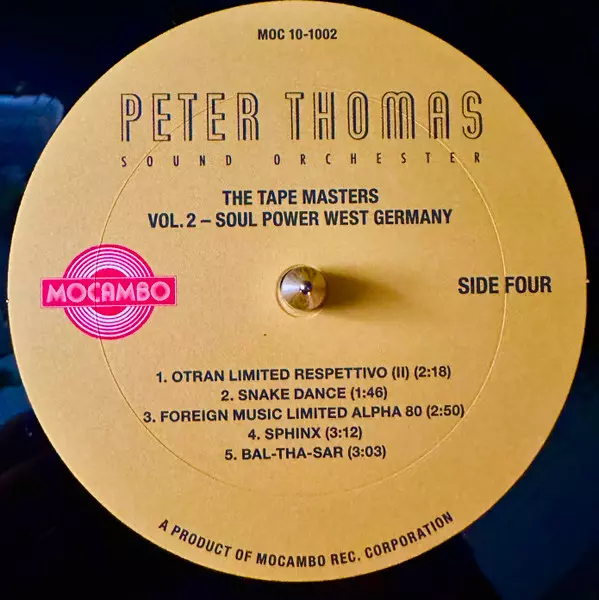 MOC 10-1002
PETER THOMAS
SOUND ORCHESTER
THE TAPE MASTERS
VOL. 2 – SOUL POWER WEST GERMANY
MOCAMBO
SIDE FOUR
1. OTRAN LIMITED RESPETTIVO (II) (2:18)
2. SNAKE DANCE (1:46)
3. FOREIGN MUSIC LIMITED ALPHA 80 (2:50)
4. SPHINX (3:12)
5. BAL-THA-SAR (3:03)
A PRODUCT OF MOCAMBO REC. CORPORATION